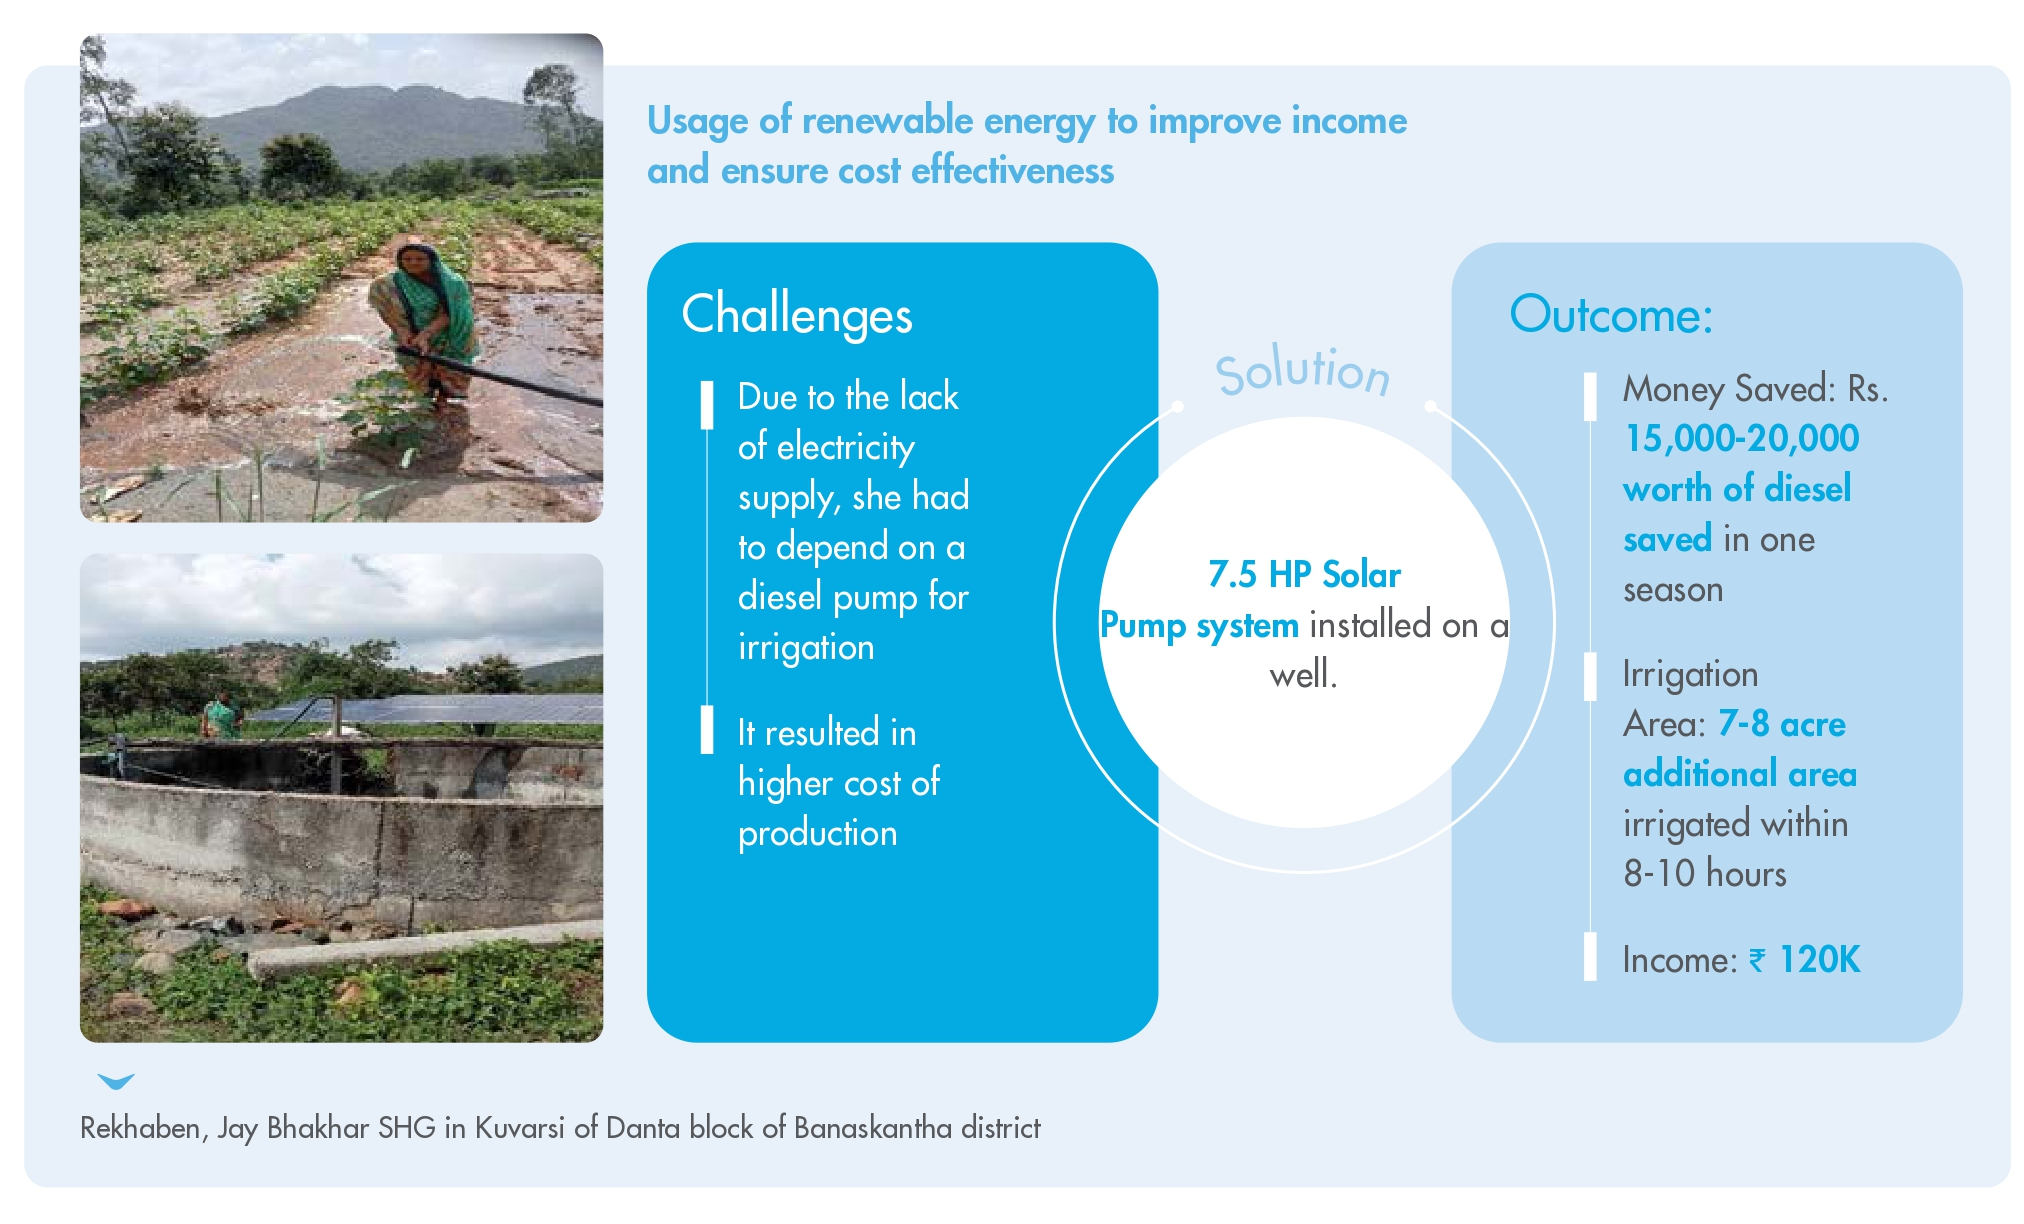 Usage of renewable energy to improve income
and ensure cost effectiveness
Challenges
Due to the lack
of electricity
supply, she had
to depend on a
diesel pump for
irrigation
It resulted in
higher cost of
production
Solution
7.5 HP Solar
Pump system installed on a
well.
Outcome:
Money Saved: Rs.
15,000-20,000
worth of diesel
saved in one
season
Irrigation
Area: 7-8 acre
additional area
irrigated within
8-10 hours
Income: ₹ 120K
Rekhaben, Jay Bhakhar SHG in Kuvarsi of Danta block of Banaskantha district